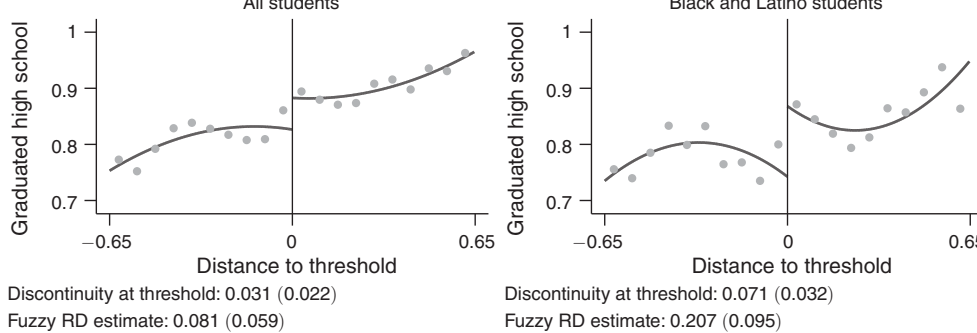 All students
Graduated high school
1
0.9
0.8
0.7
−0.65
0
0.65
Distance to threshold
Discontinuity at threshold: 0.031 (0.022)
Fuzzy RD estimate: 0.081 (0.059)
Black and Latino students
Graduated high school
1
0.9
0.8
0.7
−0.65
0
0.65
Distance to threshold
Discontinuity at threshold: 0.071 (0.032)
Fuzzy RD estimate: 0.207 (0.095)